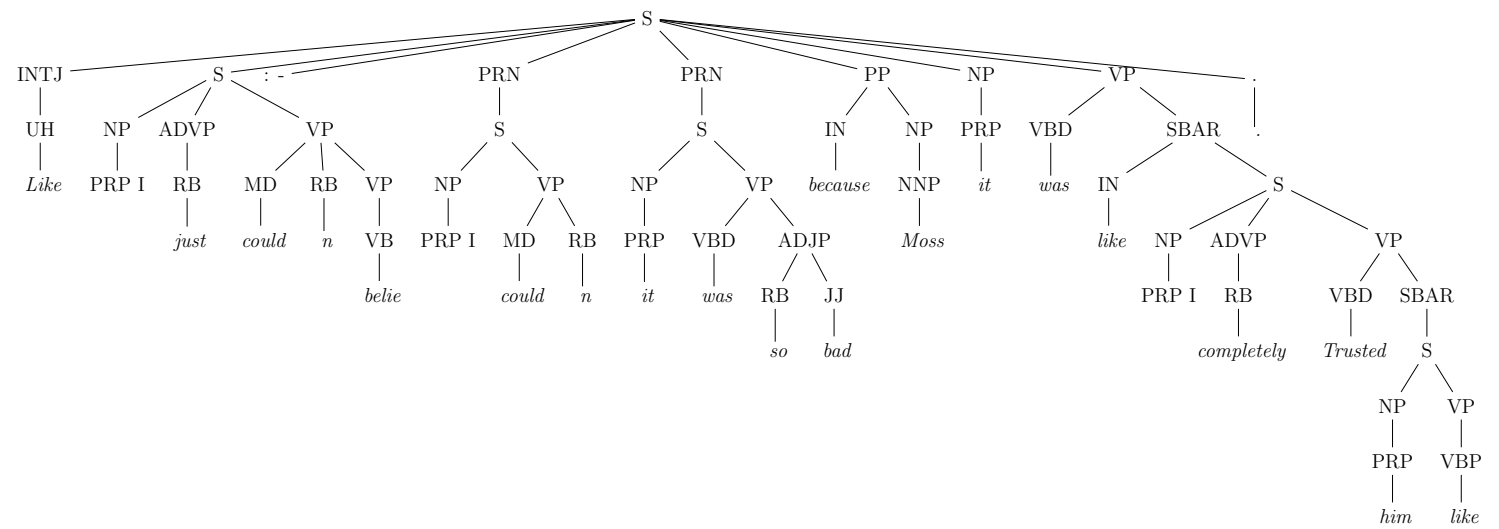 S
INTJ S : - PRN PRN PP NP VP .
UH NP ADVP VP S S IN NP PRP VBD SBAR .
Like PRP I RB MD RB VP NP VP NP VP because NNP it was IN S
just could n VB PRP I MD RB PRP VBD ADJP Moss like NP ADVP VP
belie could n it was RB JJ PRP I RB VBD SBAR
so bad completely Trusted S
NP VP
PRP VBP
him like